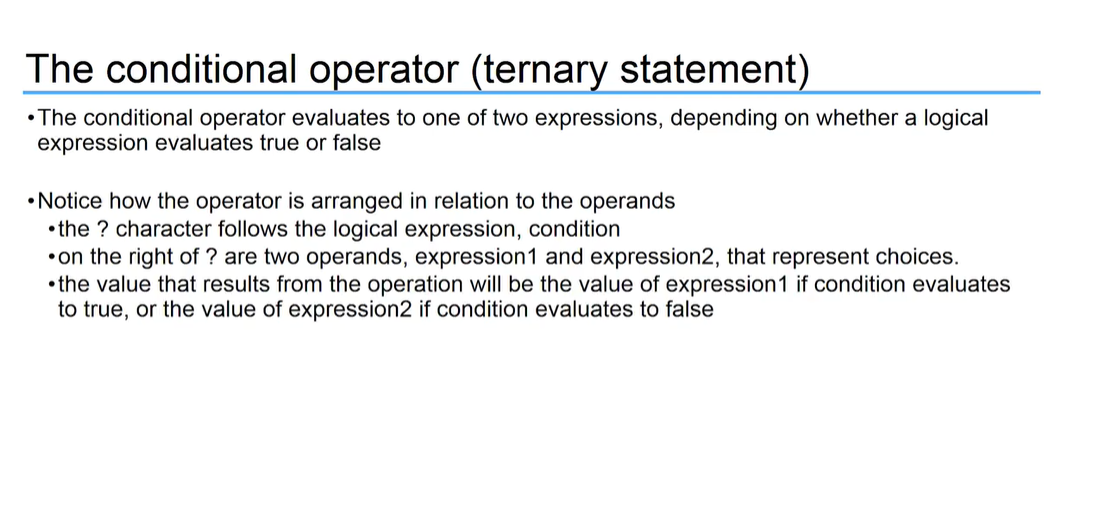 The conditional operator (ternary statement)
•The conditional operator evaluates to one of two expressions, depending on whether a logical
expression evaluates true or false
•Notice how the operator is arranged in relation to the operands
•the ? character follows the logical expression, condition
•on the right of ? are two operands, expression1 and expression2, that represent choices.
•the value that results from the operation will be the value of expression1 if condition evaluates
to true, or the value of expression2 if condition evaluates to false